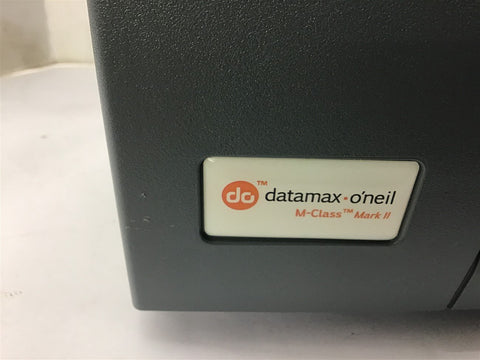 do™ datamax•o'neil
M-Class™ Mark II